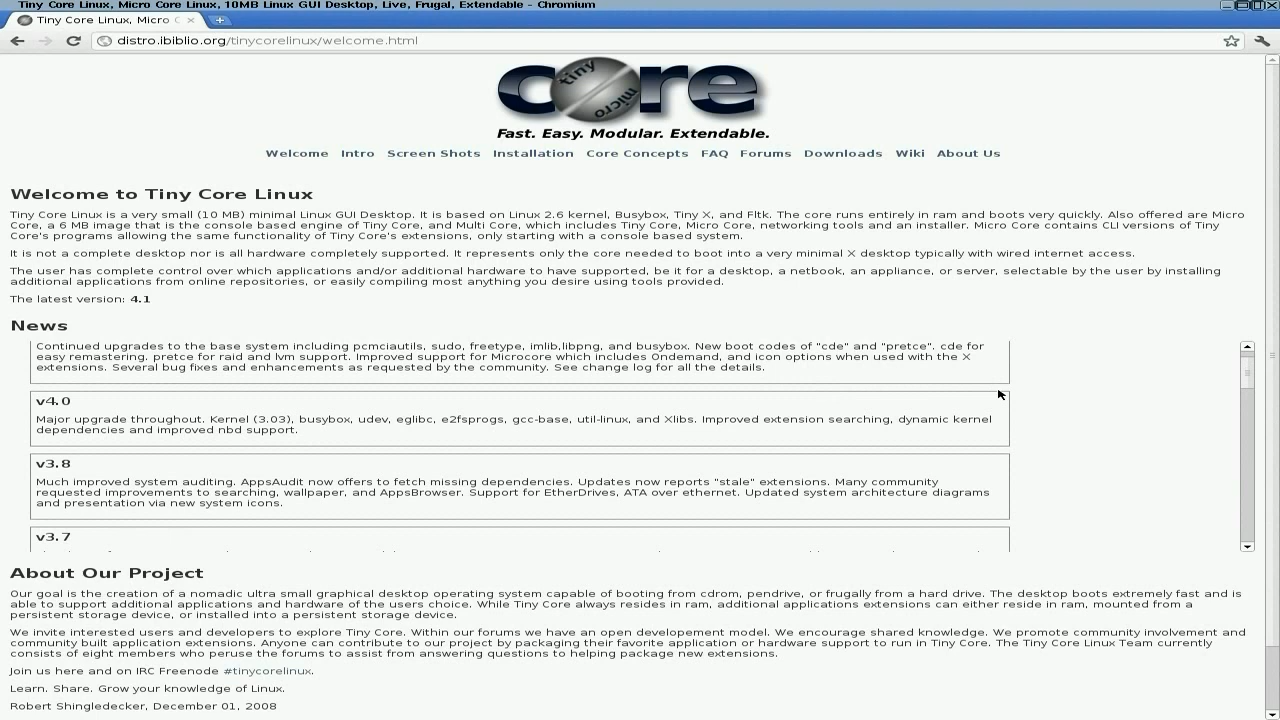 Tiny Core Linux, Micro Core Linux, 10MB Linux GUI Desktop, Live, Frugal, Extendable - Chromium
Tiny Core Linux, Micro C
distro.ibiblio.org/tinycorelinux/welcome.html
core
tiny
micro
Fast. Easy. Modular. Extendable.
Welcome Intro Screen Shots Installation Core Concepts FAQ Forums Downloads Wiki About Us
Welcome to Tiny Core Linux
Tiny Core Linux is a very small (10 MB) minimal Linux GUI Desktop. It is based on Linux 2.6 kernel, Busybox, Tiny X, and Fltk. The core runs entirely in ram and boots very quickly. Also offered are Micro
Core, a 6 MB image that is the console based engine of Tiny Core, and Multi Core, which includes Tiny Core, Micro Core, networking tools and an installer. Micro Core contains CLI versions of Tiny
Core's programs allowing the same functionality of Tiny Core's extensions, only starting with a console based system.
It is not a complete desktop nor is all hardware completely supported. It represents only the core needed to boot into a very minimal X desktop typically with wired internet access.
The user has complete control over which applications and/or additional hardware to have supported, be it for a desktop, a netbook, an appliance, or server, selectable by the user by installing
additional applications from online repositories, or easily compiling most anything you desire using tools provided.
The latest version: 4.1
News
Continued upgrades to the base system including pcmciautils, sudo, freetype, imlib,libpng, and busybox. New boot codes of "cde" and "pretce". cde for
easy remastering. pretce for raid and lvm support. Improved support for Microcore which includes Ondemand, and icon options when used with the X
extensions. Several bug fixes and enhancements as requested by the community. See change log for all the details.
v4.0
Major upgrade throughout. Kernel (3.03), busybox, udev, eglibc, e2fsprogs, gcc-base, util-linux, and Xlibs. Improved extension searching, dynamic kernel
dependencies and improved nbd support.
v3.8
Much improved system auditing. AppsAudit now offers to fetch missing dependencies. Updates now reports "stale" extensions. Many community
requested improvements to searching, wallpaper, and AppsBrowser. Support for EtherDrives, ATA over ethernet. Updated system architecture diagrams
and presentation via new system icons.
v3.7
About Our Project
Our goal is the creation of a nomadic ultra small graphical desktop operating system capable of booting from cdrom, pendrive, or frugally from a hard drive. The desktop boots extremely fast and is
able to support additional applications and hardware of the users choice. While Tiny Core always resides in ram, additional applications extensions can either reside in ram, mounted from a
persistent storage device, or installed into a persistent storage device.
We invite interested users and developers to explore Tiny Core. Within our forums we have an open developement model. We encourage shared knowledge. We promote community involvement and
community built application extensions. Anyone can contribute to our project by packaging their favorite application or hardware support to run in Tiny Core. The Tiny Core Linux Team currently
consists of eight members who peruse the forums to assist from answering questions to helping package new extensions.
Join us here and on IRC Freenode #tinycorelinux.
Learn. Share. Grow your knowledge of Linux.
Robert Shingledecker, December 01, 2008